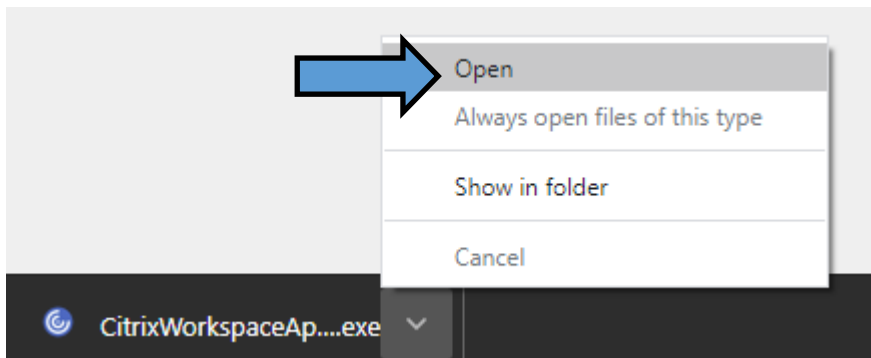 Open
Always open files of this type
Show in folder
Cancel
CitrixWorkspaceAp....exe